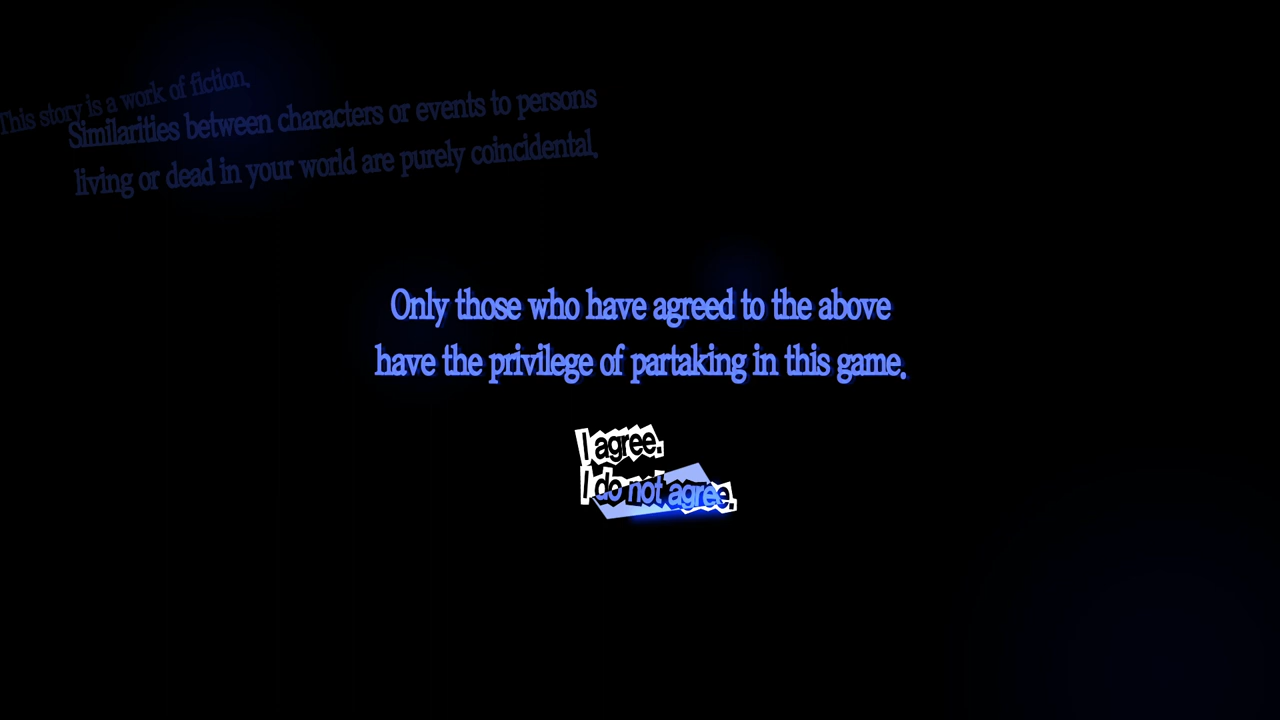 This story is a work of fiction.
Similarities between characters or events to persons
living or dead in your world are purely coincidental.
Only those who have agreed to the above
have the privilege of partaking in this game.
I agree.
I do not agree.